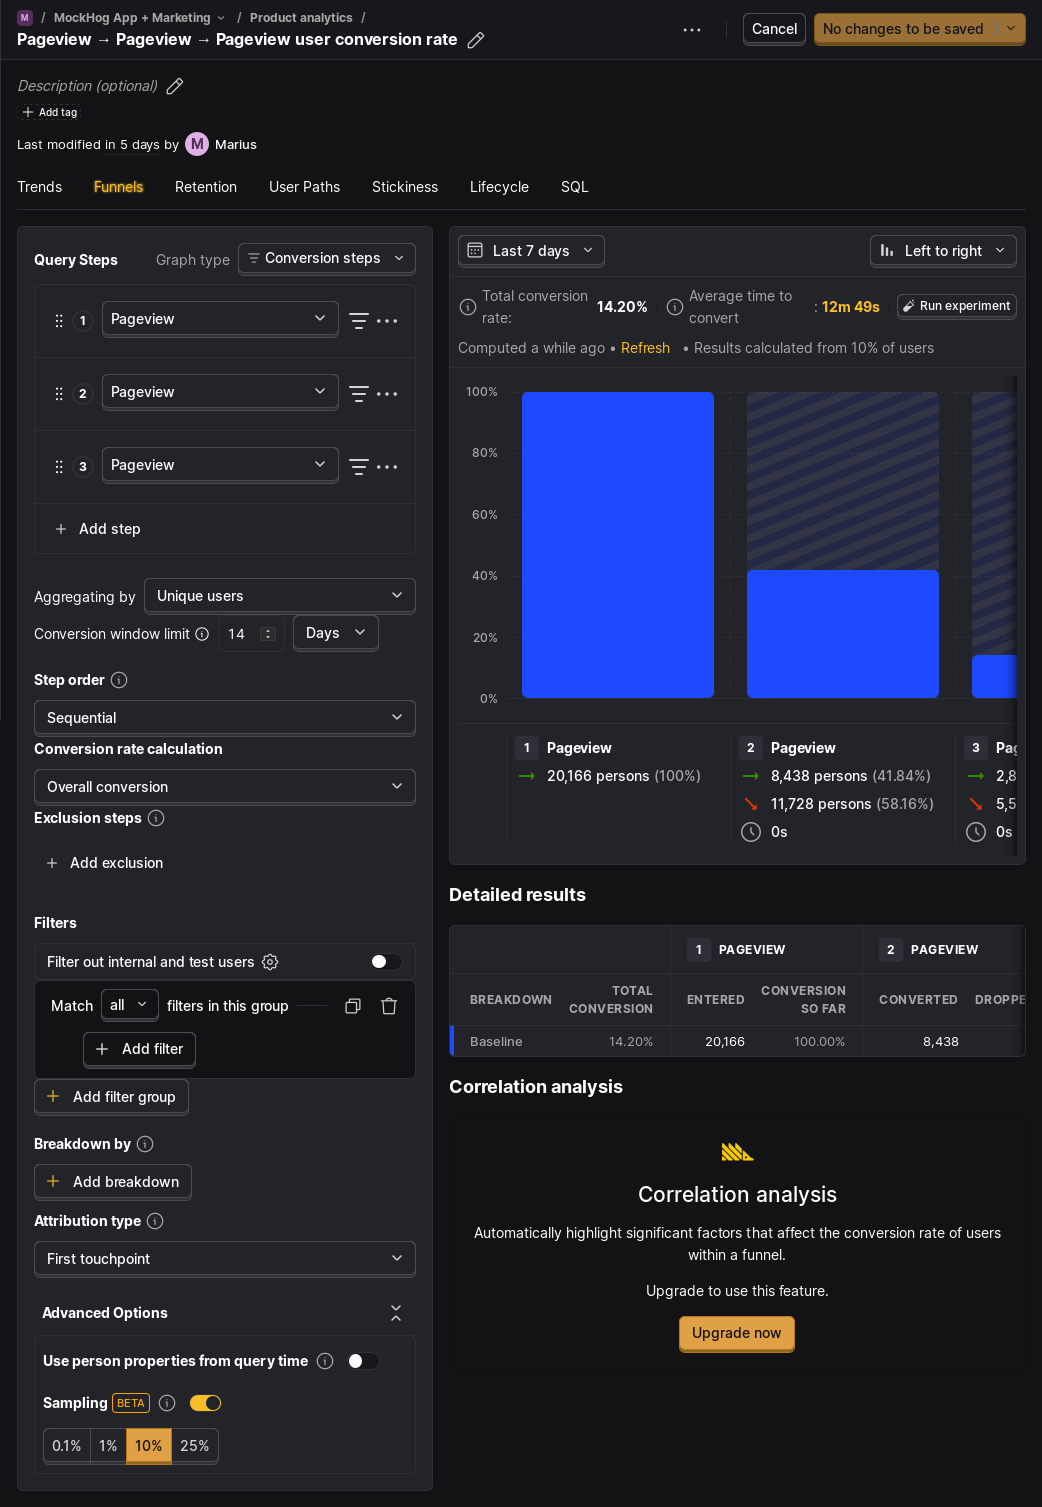 M / MockHog App + Marketing / Product analytics /
Pageview → Pageview → Pageview user conversion rate
Cancel
No changes to be saved
Description (optional)
Add tag
Last modified in 5 days by M Marius
Trends Funnels Retention User Paths Stickiness Lifecycle SQL
Query Steps
Graph type
Conversion steps
1 Pageview
2 Pageview
3 Pageview
Add step
Aggregating by Unique users
Conversion window limit 14 Days
Step order
Sequential
Conversion rate calculation
Overall conversion
Exclusion steps
Add exclusion
Filters
Filter out internal and test users
Match all filters in this group
Add filter
Add filter group
Breakdown by
Add breakdown
Attribution type
First touchpoint
Advanced Options
Use person properties from query time
Sampling BETA
0.1% 1% 10% 25%
Last 7 days
Left to right
Total conversion
rate:
14.20%
Average time to
convert
: 12m 49s
Run experiment
Computed a while ago • Refresh • Results calculated from 10% of users
100%
80%
60%
40%
20%
0%
1 Pageview
20,166 persons (100%)
2 Pageview
8,438 persons (41.84%)
11,728 persons (58.16%)
0s
3 Pag
2,8
5,5
0s
Detailed results
1 PAGEVIEW
2 PAGEVIEW
BREAKDOWN
TOTAL
CONVERSION
ENTERED
CONVERSION
SO FAR
CONVERTED
DROPPE
Baseline 14.20% 20,166 100.00% 8,438
Correlation analysis
Correlation analysis
Automatically highlight significant factors that affect the conversion rate of users
within a funnel.
Upgrade to use this feature.
Upgrade now